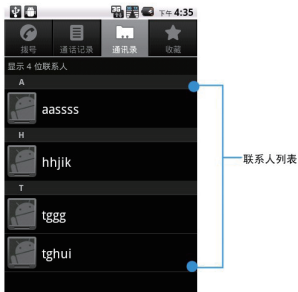 3G
下午 4:35
拨号
通话记录
通讯录
收藏
显示 4 位联系人
A
aassss
H
hhjik
联系人列表
T
tggg
tghui